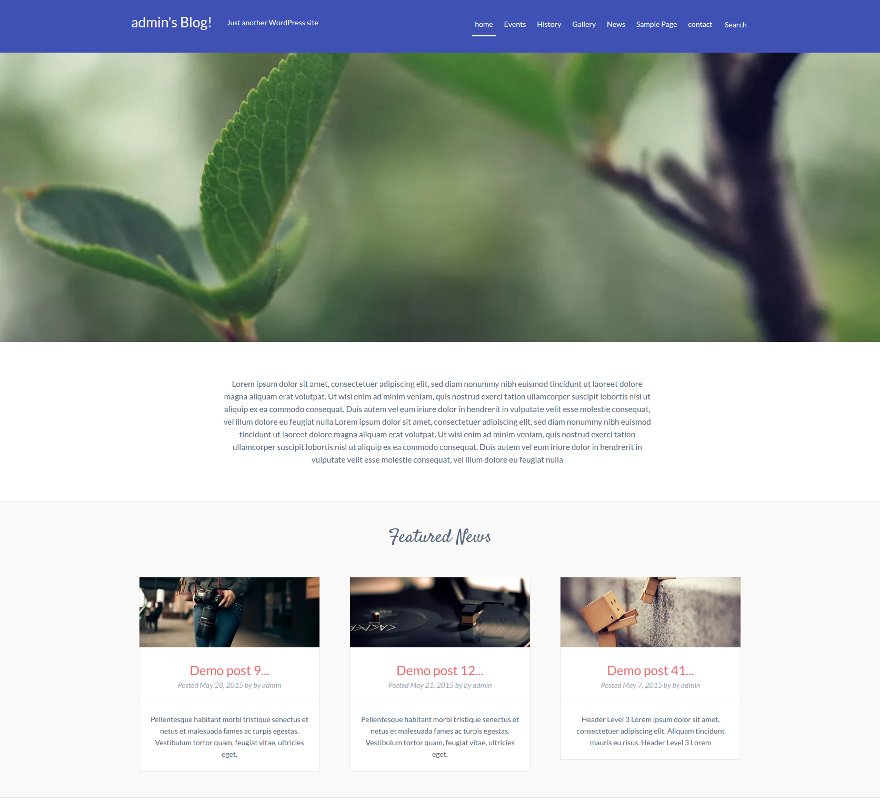 admin's Blog! Just another WordPress site home Events History Gallery News Sample Page contact Search
Lorem ipsum dolor sit amet, consectetuer adipiscing elit, sed diam nonummy nibh euismod tincidunt ut laoreet dolore
magna aliquam erat volutpat. Ut wisi enim ad minim veniam, quis nostrud exerci tation ullamcorper suscipit lobortis nisl ut
aliquip ex ea commodo consequat. Duis autem vel eum iriure dolor in hendrerit in vulputate velit esse molestie consequat,
vel illum dolore eu feugiat nulla Lorem ipsum dolor sit amet, consectetuer adipiscing elit, sed diam nonummy nibh euismod
tincidunt ut laoreet dolore magna aliquam erat volutpat. Ut wisi enim ad minim veniam, quis nostrud exerci tation
ullamcorper suscipit lobortis nisl ut aliquip ex ea commodo consequat. Duis autem vel eum iriure dolor in hendrerit in
vulputate velit esse molestie consequat, vel illum dolore eu feugiat nulla
Featured News
Demo post 9...
Posted May 28, 2015 by by admin
Pellentesque habitant morbi tristique senectus et
netus et malesuada fames ac turpis egestas.
Vestibulum tortor quam, feugiat vitae, ultricies
eget,
Demo post 12...
Posted May 21, 2015 by by admin
Pellentesque habitant morbi tristique senectus et
netus et malesuada fames ac turpis egestas.
Vestibulum tortor quam, feugiat vitae, ultricies
eget,
Demo post 41...
Posted May 7, 2015 by by admin
Header Level 3 Lorem ipsum dolor sit amet,
consectetuer adipiscing elit. Aliquam tincidunt
mauris eu risus. Header Level 3 Lorem